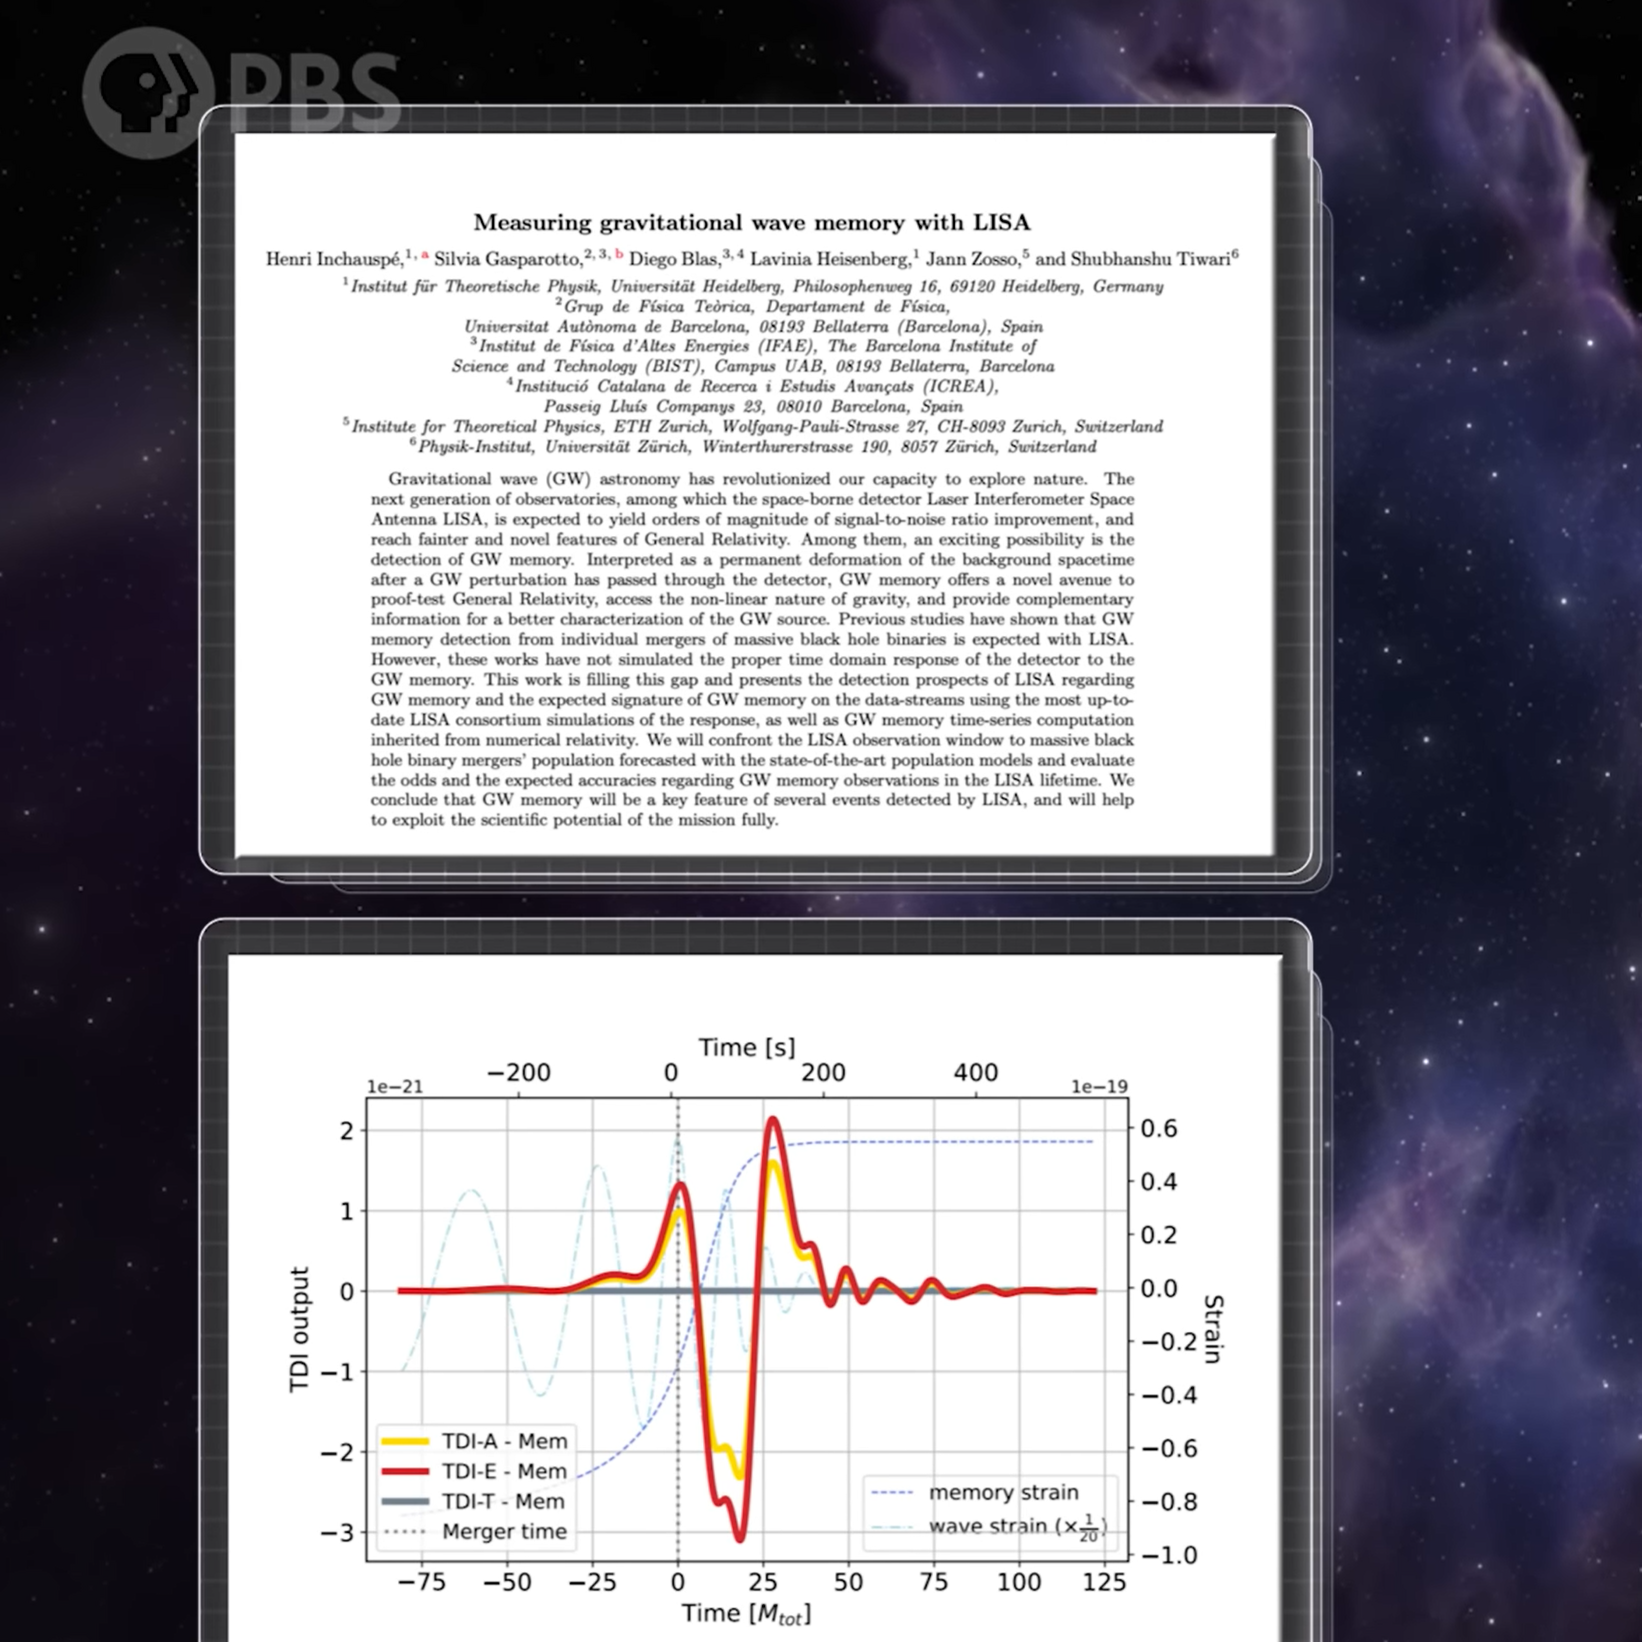 PBS
Measuring gravitational wave memory with LISA
Henri Inchauspé,1, a Silvia Gasparotto,2, 3, b Diego Blas,3, 4 Lavinia Heisenberg,1 Jann Zosso,5 and Shubhanshu Tiwari6
1Institut für Theoretische Physik, Universität Heidelberg, Philosophenweg 16, 69120 Heidelberg, Germany
2Grup de Física Teòrica, Departament de Física,
Universitat Autònoma de Barcelona, 08193 Bellaterra (Barcelona), Spain
3Institut de Física d'Altes Energies (IFAE), The Barcelona Institute of
Science and Technology (BIST), Campus UAB, 08193 Bellaterra, Barcelona
4Institució Catalana de Recerca i Estudis Avançats (ICREA),
Passeig Lluís Companys 23, 08010 Barcelona, Spain
5Institute for Theoretical Physics, ETH Zurich, Wolfgang-Pauli-Strasse 27, CH-8093 Zurich, Switzerland
6Physik-Institut, Universität Zürich, Winterthurerstrasse 190, 8057 Zürich, Switzerland
Gravitational wave (GW) astronomy has revolutionized our capacity to explore nature. The
next generation of observatories, among which the space-borne detector Laser Interferometer Space
Antenna LISA, is expected to yield orders of magnitude of signal-to-noise ratio improvement, and
reach fainter and novel features of General Relativity. Among them, an exciting possibility is the
detection of GW memory. Interpreted as a permanent deformation of the background spacetime
after a GW perturbation has passed through the detector, GW memory offers a novel avenue to
proof-test General Relativity, access the non-linear nature of gravity, and provide complementary
information for a better characterization of the GW source. Previous studies have shown that GW
memory detection from individual mergers of massive black hole binaries is expected with LISA.
However, these works have not simulated the proper time domain response of the detector to the
GW memory. This work is filling this gap and presents the detection prospects of LISA regarding
GW memory and the expected signature of GW memory on the data-streams using the most up-to-
date LISA consortium simulations of the response, as well as GW memory time-series computation
inherited from numerical relativity. We will confront the LISA observation window to massive black
hole binary mergers' population forecasted with the state-of-the-art population models and evaluate
the odds and the expected accuracies regarding GW memory observations in the LISA lifetime. We
conclude that GW memory will be a key feature of several events detected by LISA, and will help
to exploit the scientific potential of the mission fully.
Time [s]
−200 0 200 400
1e−21 1e−19
2
1
0
−1
−2
−3
TDI output
0.6
0.4
0.2
0.0
−0.2
−0.4
−0.6
−0.8
−1.0
Strain
TDI-A - Mem
TDI-E - Mem
TDI-T - Mem
Merger time
memory strain
wave strain (×1/20)
−75 −50 −25 0 25 50 75 100 125
Time [Mtot]